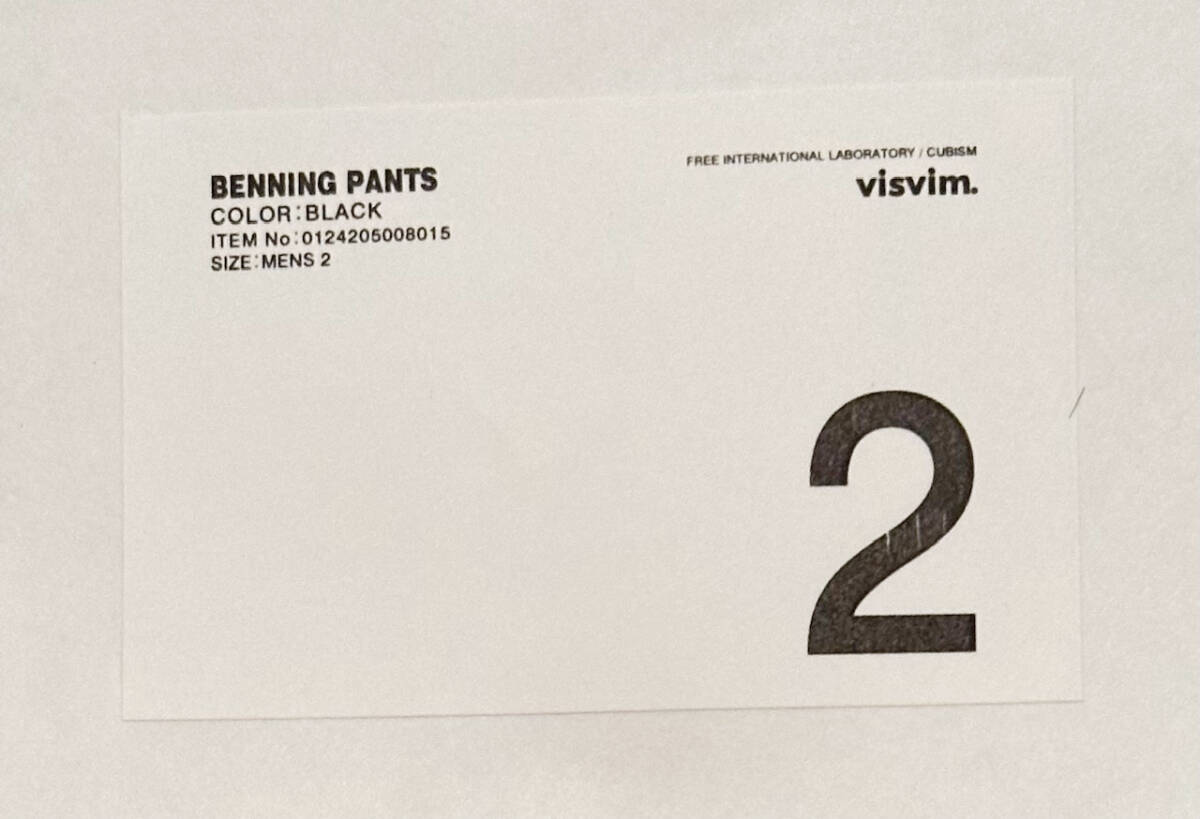 BENNING PANTS
COLOR:BLACK
ITEM No:0124205008015
SIZE:MENS 2
FREE INTERNATIONAL LABORATORY / CUBISM
visvim.
2